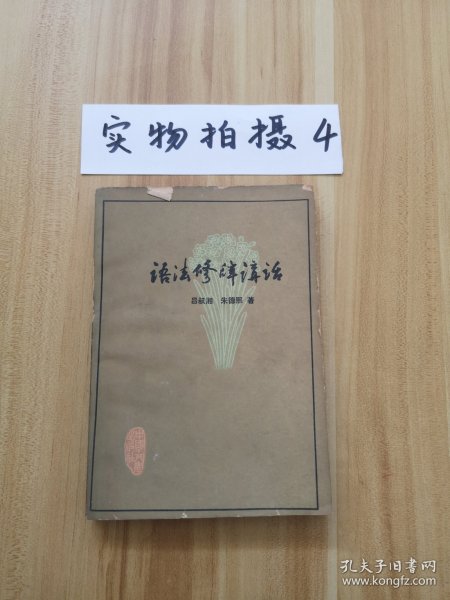 实物拍摄4
语法修辞讲话
吕叔湘 朱德熙 著
孔夫子旧书网
www.kongfz.com